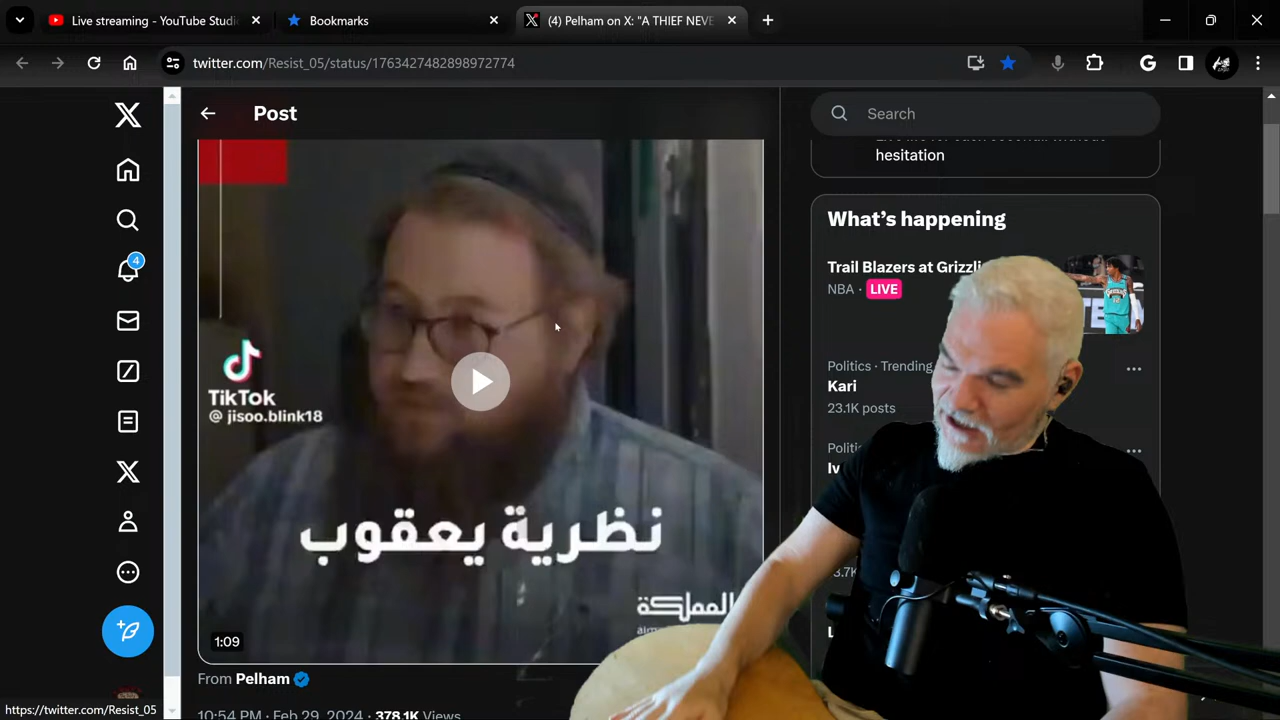 Live streaming - YouTube Studi
Bookmarks
(4) Pelham on X: "A THIEF NEVE
twitter.com/Resist_05/status/1763427482898972774
Post
Search
hesitation
What's happening
Trail Blazers at Grizzli
NBA · LIVE
4
TikTok
@ jisoo.blink18
Politics · Trending
Kari
23.1K posts
نظرية يعقوب
المملكة
1:09
From Pelham
https://twitter.com/Resist_05
10:54 PM · Feb 29, 2024 · 378.1K Views